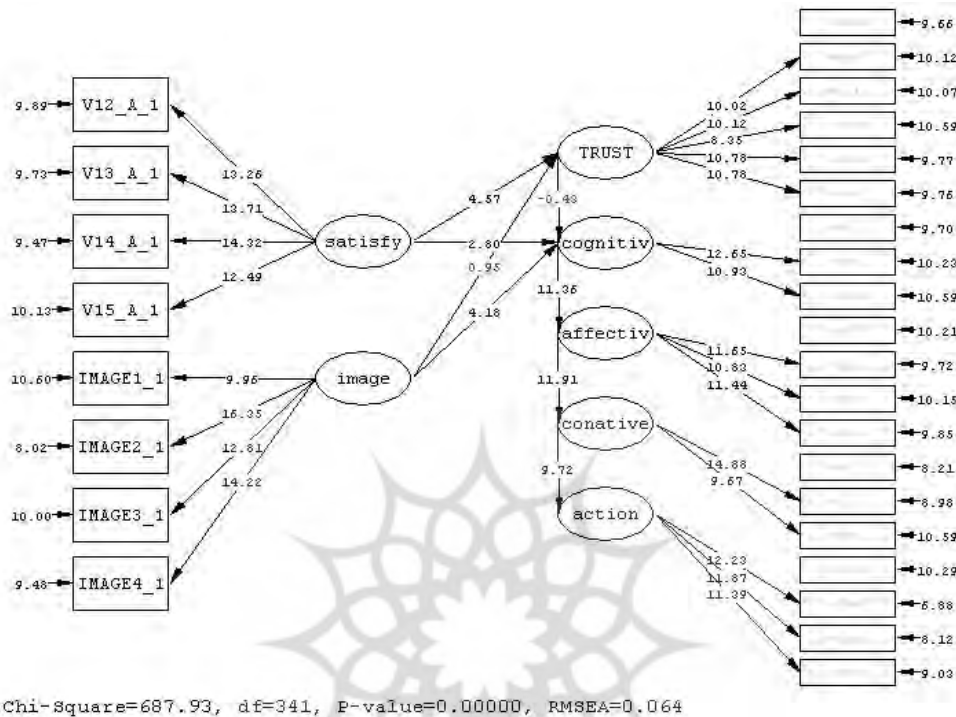 9.66
10.12
9.89 V12_A_1 10.07
10.02
10.12
8.35 10.59
9.73 V13_A_1 13.26 TRUST 10.78 9.77
13.71 10.78 9.76
4.57 -0.43
9.47 V14_A_1 14.32 satisfy 2.80 cognitiv 12.65 9.70
0.95 10.23
12.49 10.93
10.13 V15_A_1 4.18 11.36 10.59
affectiv 10.21
10.60 IMAGE1_1 9.96 image 11.65 9.72
10.83
11.91 11.44 10.15
16.35
8.02 IMAGE2_1 12.81 conative 9.85
14.22 14.88 8.21
9.72 9.67 8.98
10.00 IMAGE3_1 action 10.59
12.23 10.29
9.48 IMAGE4_1 11.87 6.88
11.39 8.12
9.03
Chi-Square=687.93, df=341, P-value=0.00000, RMSEA=0.064